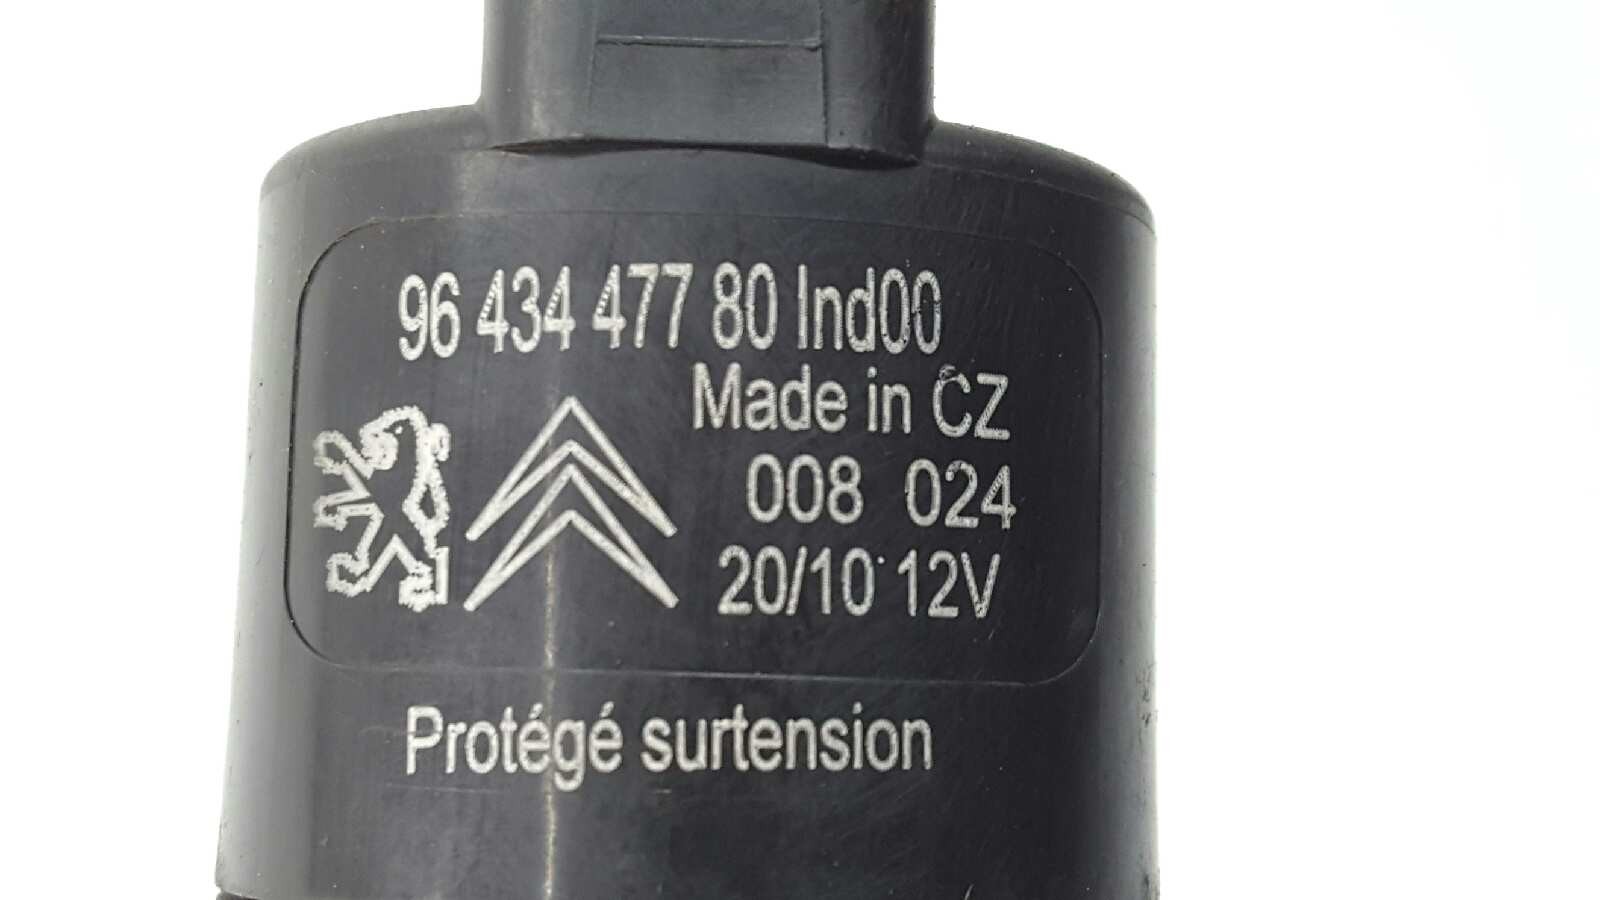 96 434 477 80 Ind00
Made in CZ
008 024
20/10 12V
Protégé surtension